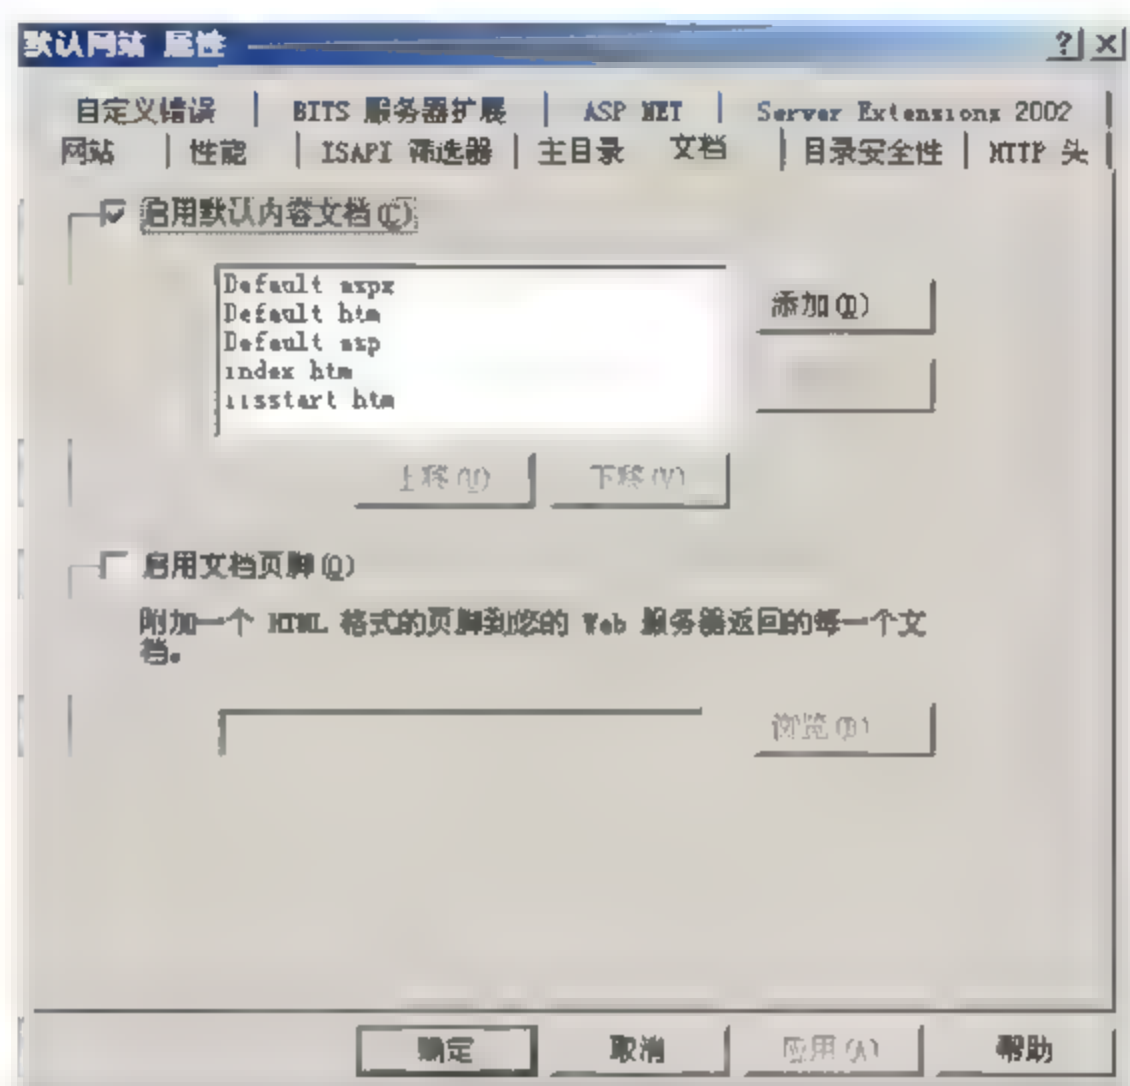 默认网站 属性
自定义错误 BITS 服务器扩展 ASP NET Server Extensions 2002
网站 性能 ISAPI 筛选器 主目录 文档 目录安全性 HTTP 头
启用默认内容文档(C)
Default aspx
Default htm
Default asp
index htm
iisstart htm
添加(D)
上移(U) 下移(V)
启用文档页脚(O)
附加一个 HTML 格式的页脚到您的 Web 服务器返回的每一个文
档。
浏览(B)
确定 取消 应用(A) 帮助